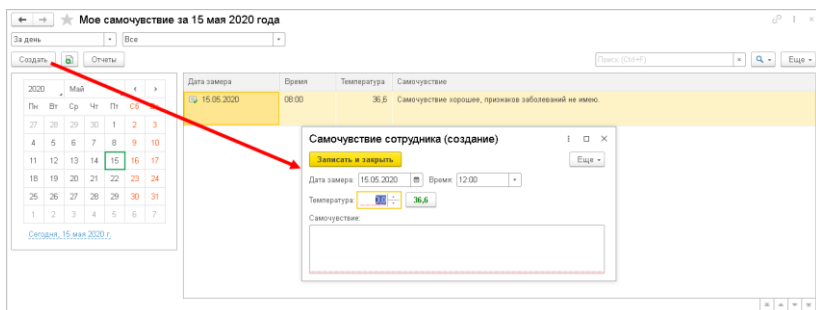 Мое самочувствие за 15 мая 2020 года
За день Все
Создать Отчеты Поиск (Ctrl+F) × Еще
2020 Май
Пн Вт Ср Чт Пт Сб
27 28 29 30 1 2 3
4 5 6 7 8 9 10
11 12 13 14 15 16 17
18 19 20 21 22 23 24
25 26 27 28 29 30 31
1 2 3 4 5 6 7
Сегодня, 15 мая 2020 г.
Дата замера Время Температура Самочувствие
15.05.2020 08:00 36,6 Самочувствие хорошее, признаков заболеваний не имею.
Самочувствие сотрудника (создание)
Записать и закрыть Еще
Дата замера: 15.05.2020 Время: 12:00
Температура: 0,0 36,6
Самочувствие: